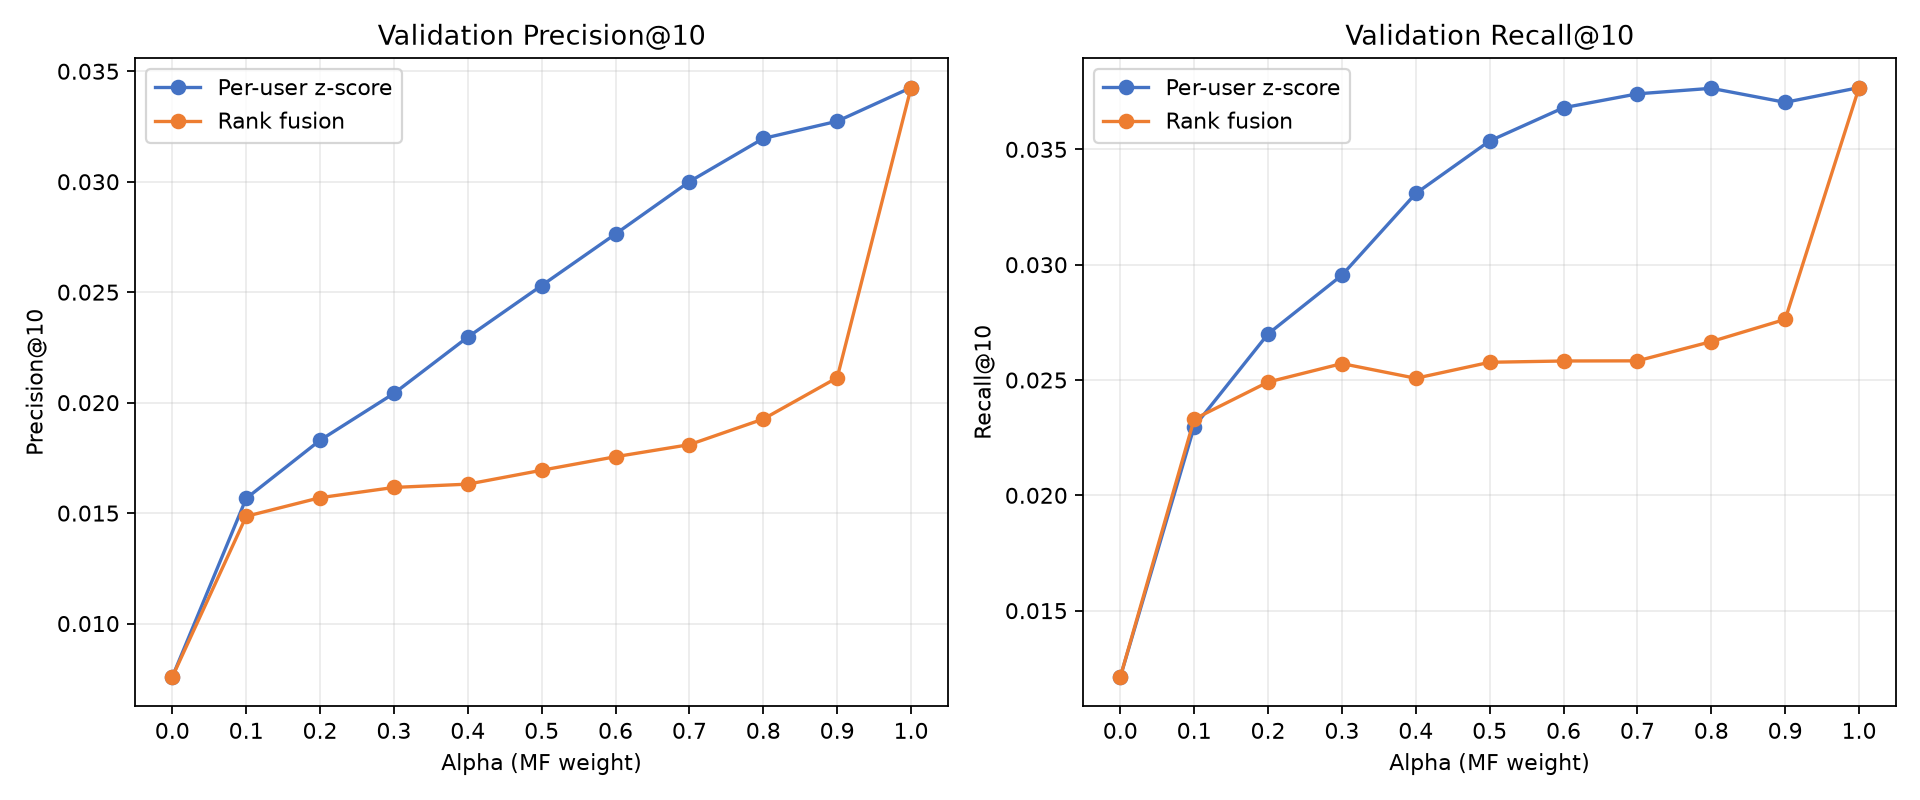 Validation Precision@10
Per-user z-score
Rank fusion
0.035
0.030
0.025
0.020
0.015
0.010
Precision@10
0.0 0.1 0.2 0.3 0.4 0.5 0.6 0.7 0.8 0.9 1.0
Alpha (MF weight)
Validation Recall@10
Per-user z-score
Rank fusion
0.035
0.030
0.025
0.020
0.015
Recall@10
0.0 0.1 0.2 0.3 0.4 0.5 0.6 0.7 0.8 0.9 1.0
Alpha (MF weight)